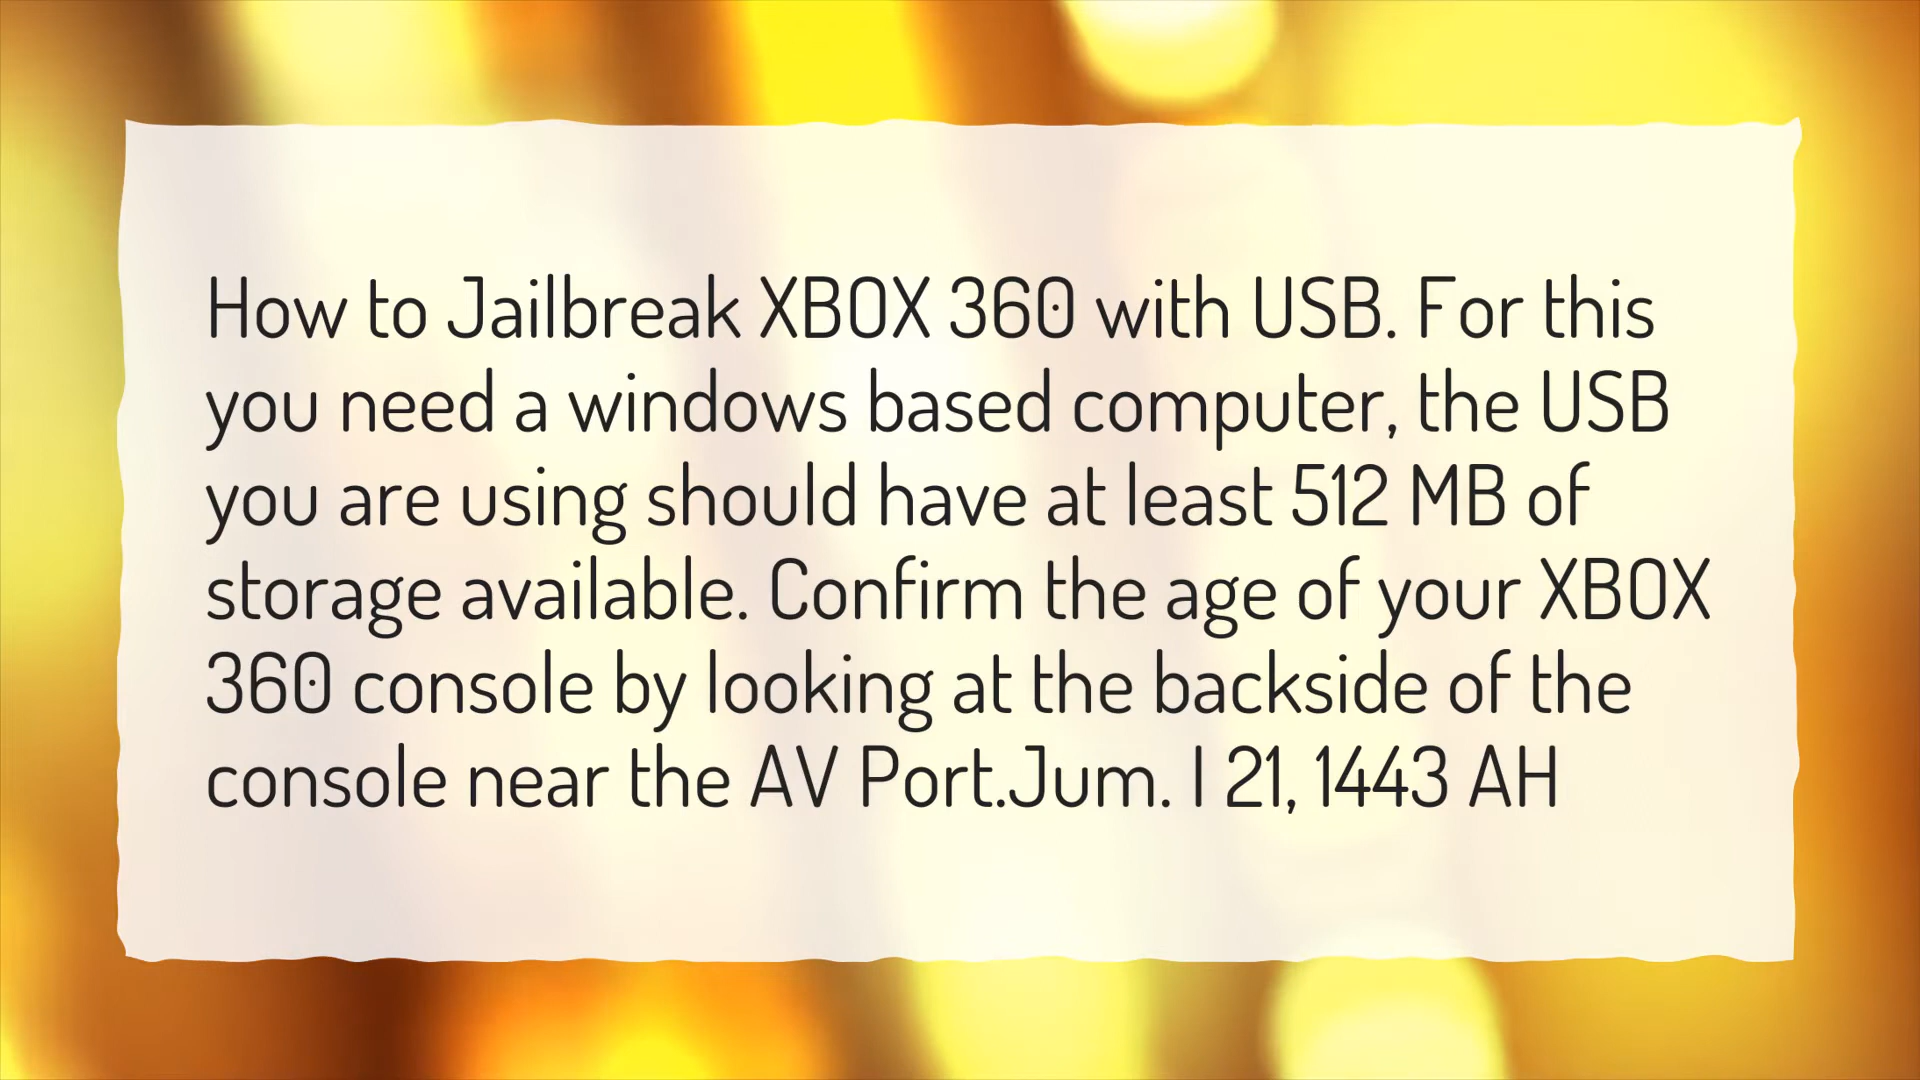 How to Jailbreak XBOX 360 with USB. For this
you need a windows based computer, the USB
you are using should have at least 512 MB of
storage available. Confirm the age of your XBOX
360 console by looking at the backside of the
console near the AV Port.Jum. I 21, 1443 AH